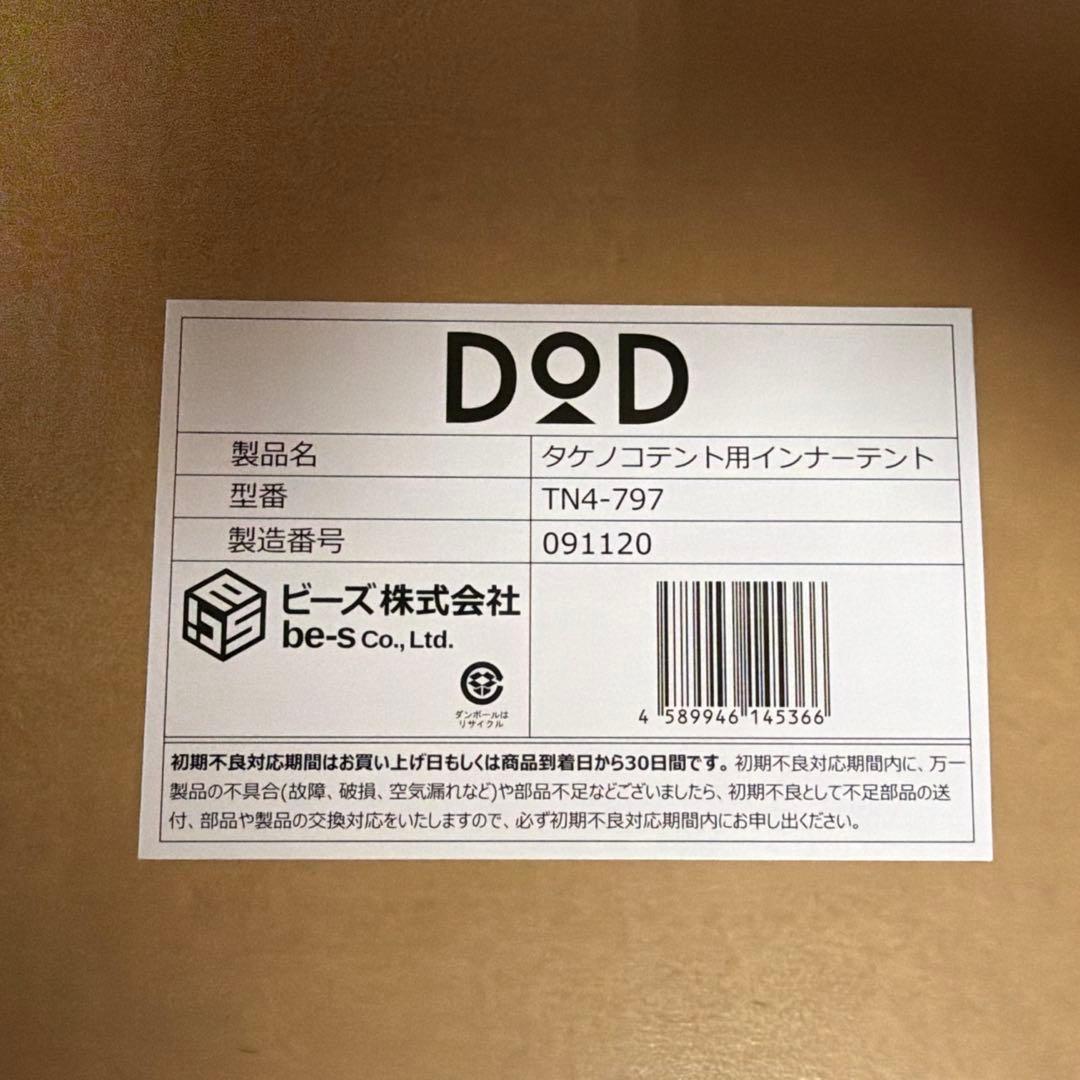 DOD
製品名 タケノコテント用インナーテント
型番 TN4-797
製造番号 091120
ビーズ株式会社
be-s Co., Ltd.
ダンボールは
リサイクル
4 589946 145366
初期不良対応期間はお買い上げ日もしくは商品到着日から30日間です。初期不良対応期間内に、万一
製品の不具合(故障、破損、空気漏れなど)や部品不足などございましたら、初期不良として不足部品の送
付、部品や製品の交換対応をいたしますので、必ず初期不良対応期間内にお申し出ください。